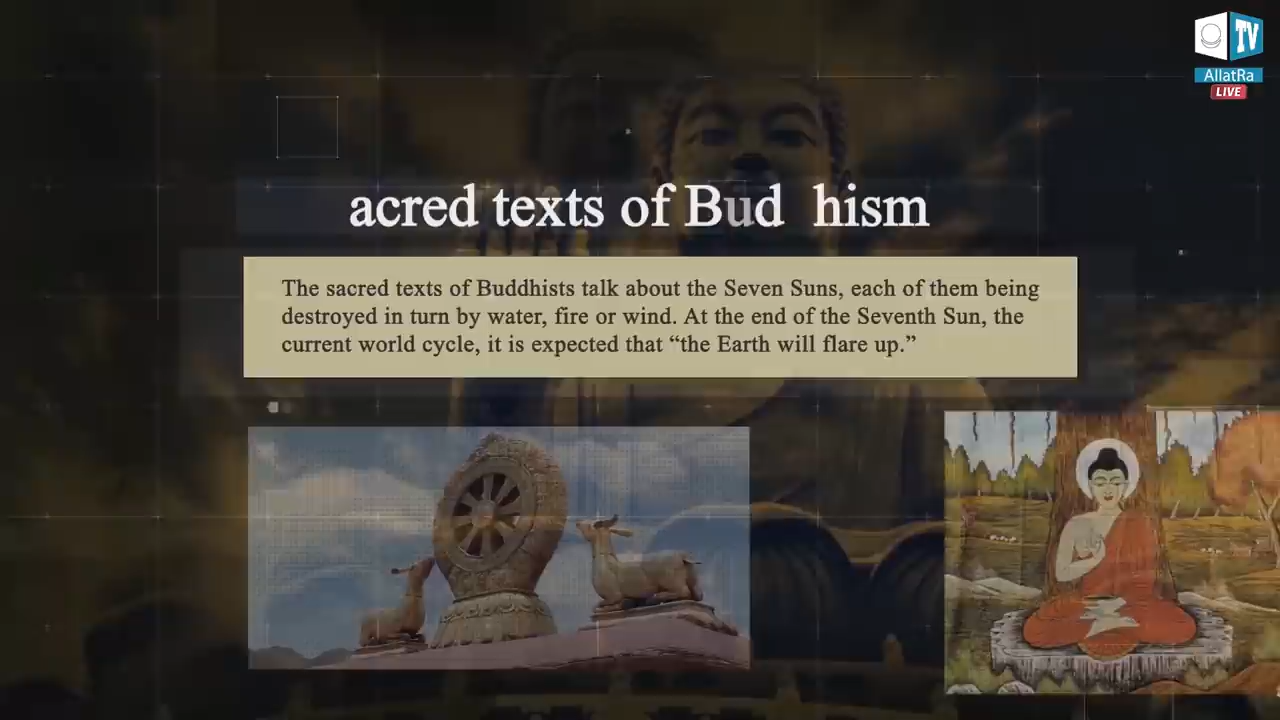 TV
AllatRa
LIVE
acred texts of Bud hism
The sacred texts of Buddhists talk about the Seven Suns, each of them being
destroyed in turn by water, fire or wind. At the end of the Seventh Sun, the
current world cycle, it is expected that “the Earth will flare up.”